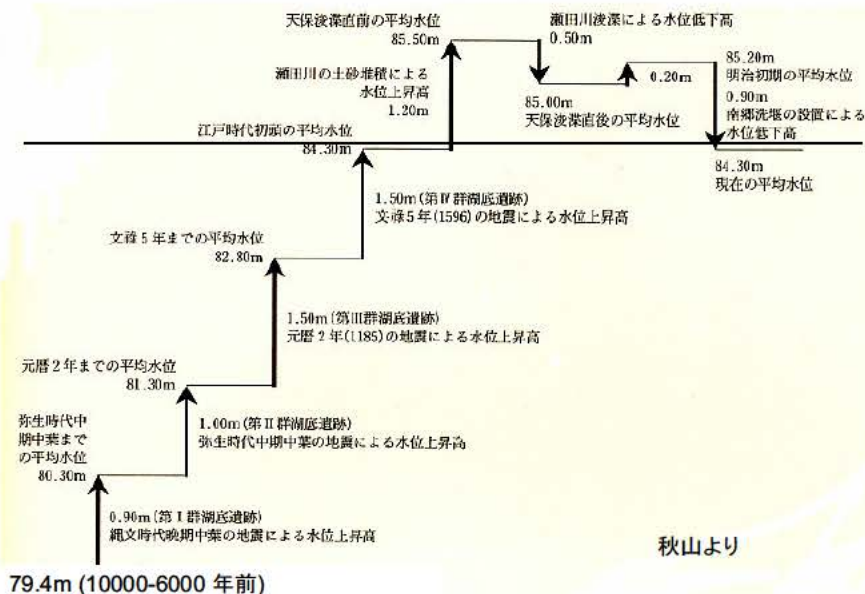 天保浚渫直前の平均水位
85.50m
瀬田川浚渫による水位低下高
0.50m
瀬田川の土砂堆積による
水位上昇高
1.20m
85.00m
天保浚渫直後の平均水位
0.20m
85.20m
明治初期の平均水位
0.90m
南郷洗堰の設置による
水位低下高
江戸時代初頭の平均水位
84.30m
84.30m
現在の平均水位
1.50m(第Ⅳ群湖底遺跡)
文禄5年(1596)の地震による水位上昇高
文禄5年までの平均水位
82.80m
1.50m(第Ⅲ群湖底遺跡)
元暦2年(1185)の地震による水位上昇高
元暦2年までの平均水位
81.30m
1.00m(第Ⅱ群湖底遺跡)
弥生時代中期中葉の地震による水位上昇高
弥生時代中
期中葉まで
の平均水位
80.30m
0.90m(第Ⅰ群湖底遺跡)
縄文時代晩期中葉の地震による水位上昇高
秋山より
79.4m (10000-6000 年前)